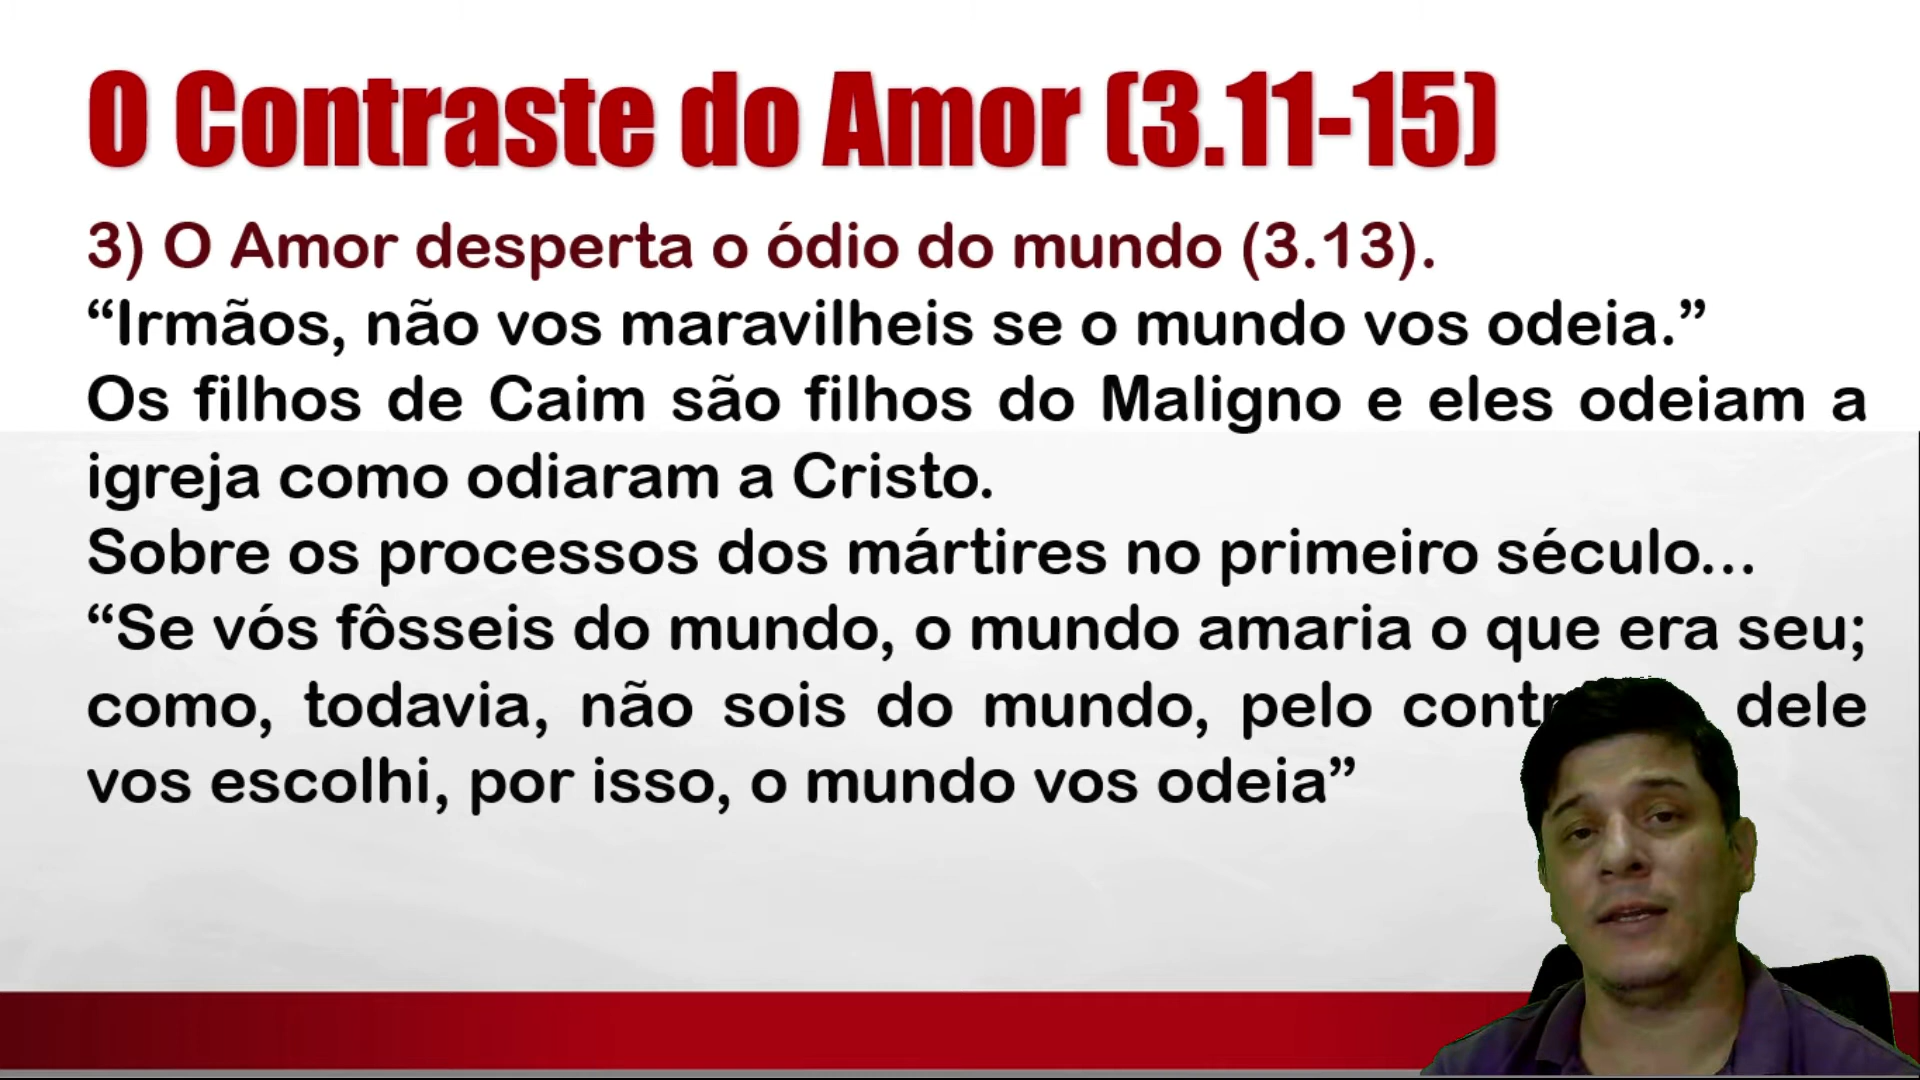 O Contraste do Amor (3.11-15)
3) O Amor desperta o ódio do mundo (3.13).
“Irmãos, não vos maravilheis se o mundo vos odeia.”
Os filhos de Caim são filhos do Maligno e eles odeiam a
igreja como odiaram a Cristo.
Sobre os processos dos mártires no primeiro século...
“Se vós fôsseis do mundo, o mundo amaria o que era seu;
como, todavia, não sois do mundo, pelo dele
vos escolhi, por isso, o mundo vos odeia”